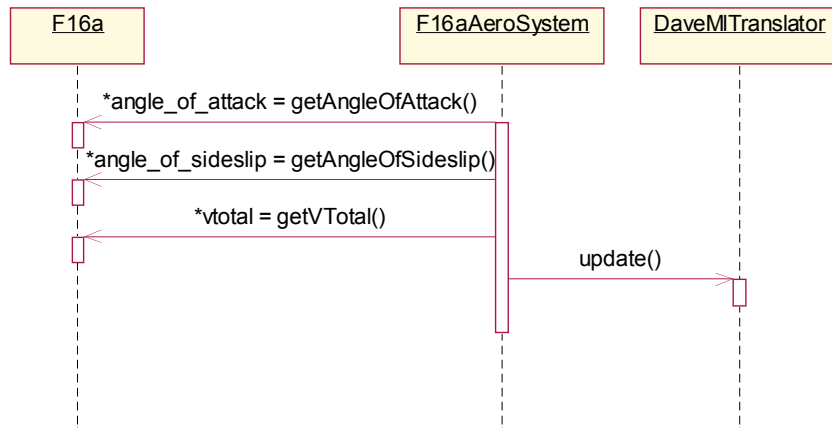 F16a
F16aAeroSystem
DaveMlTranslator
*angle_of_attack = getAngleOfAttack()
*angle_of_sideslip = getAngleOfSideslip()
*vtotal = getVTotal()
update()